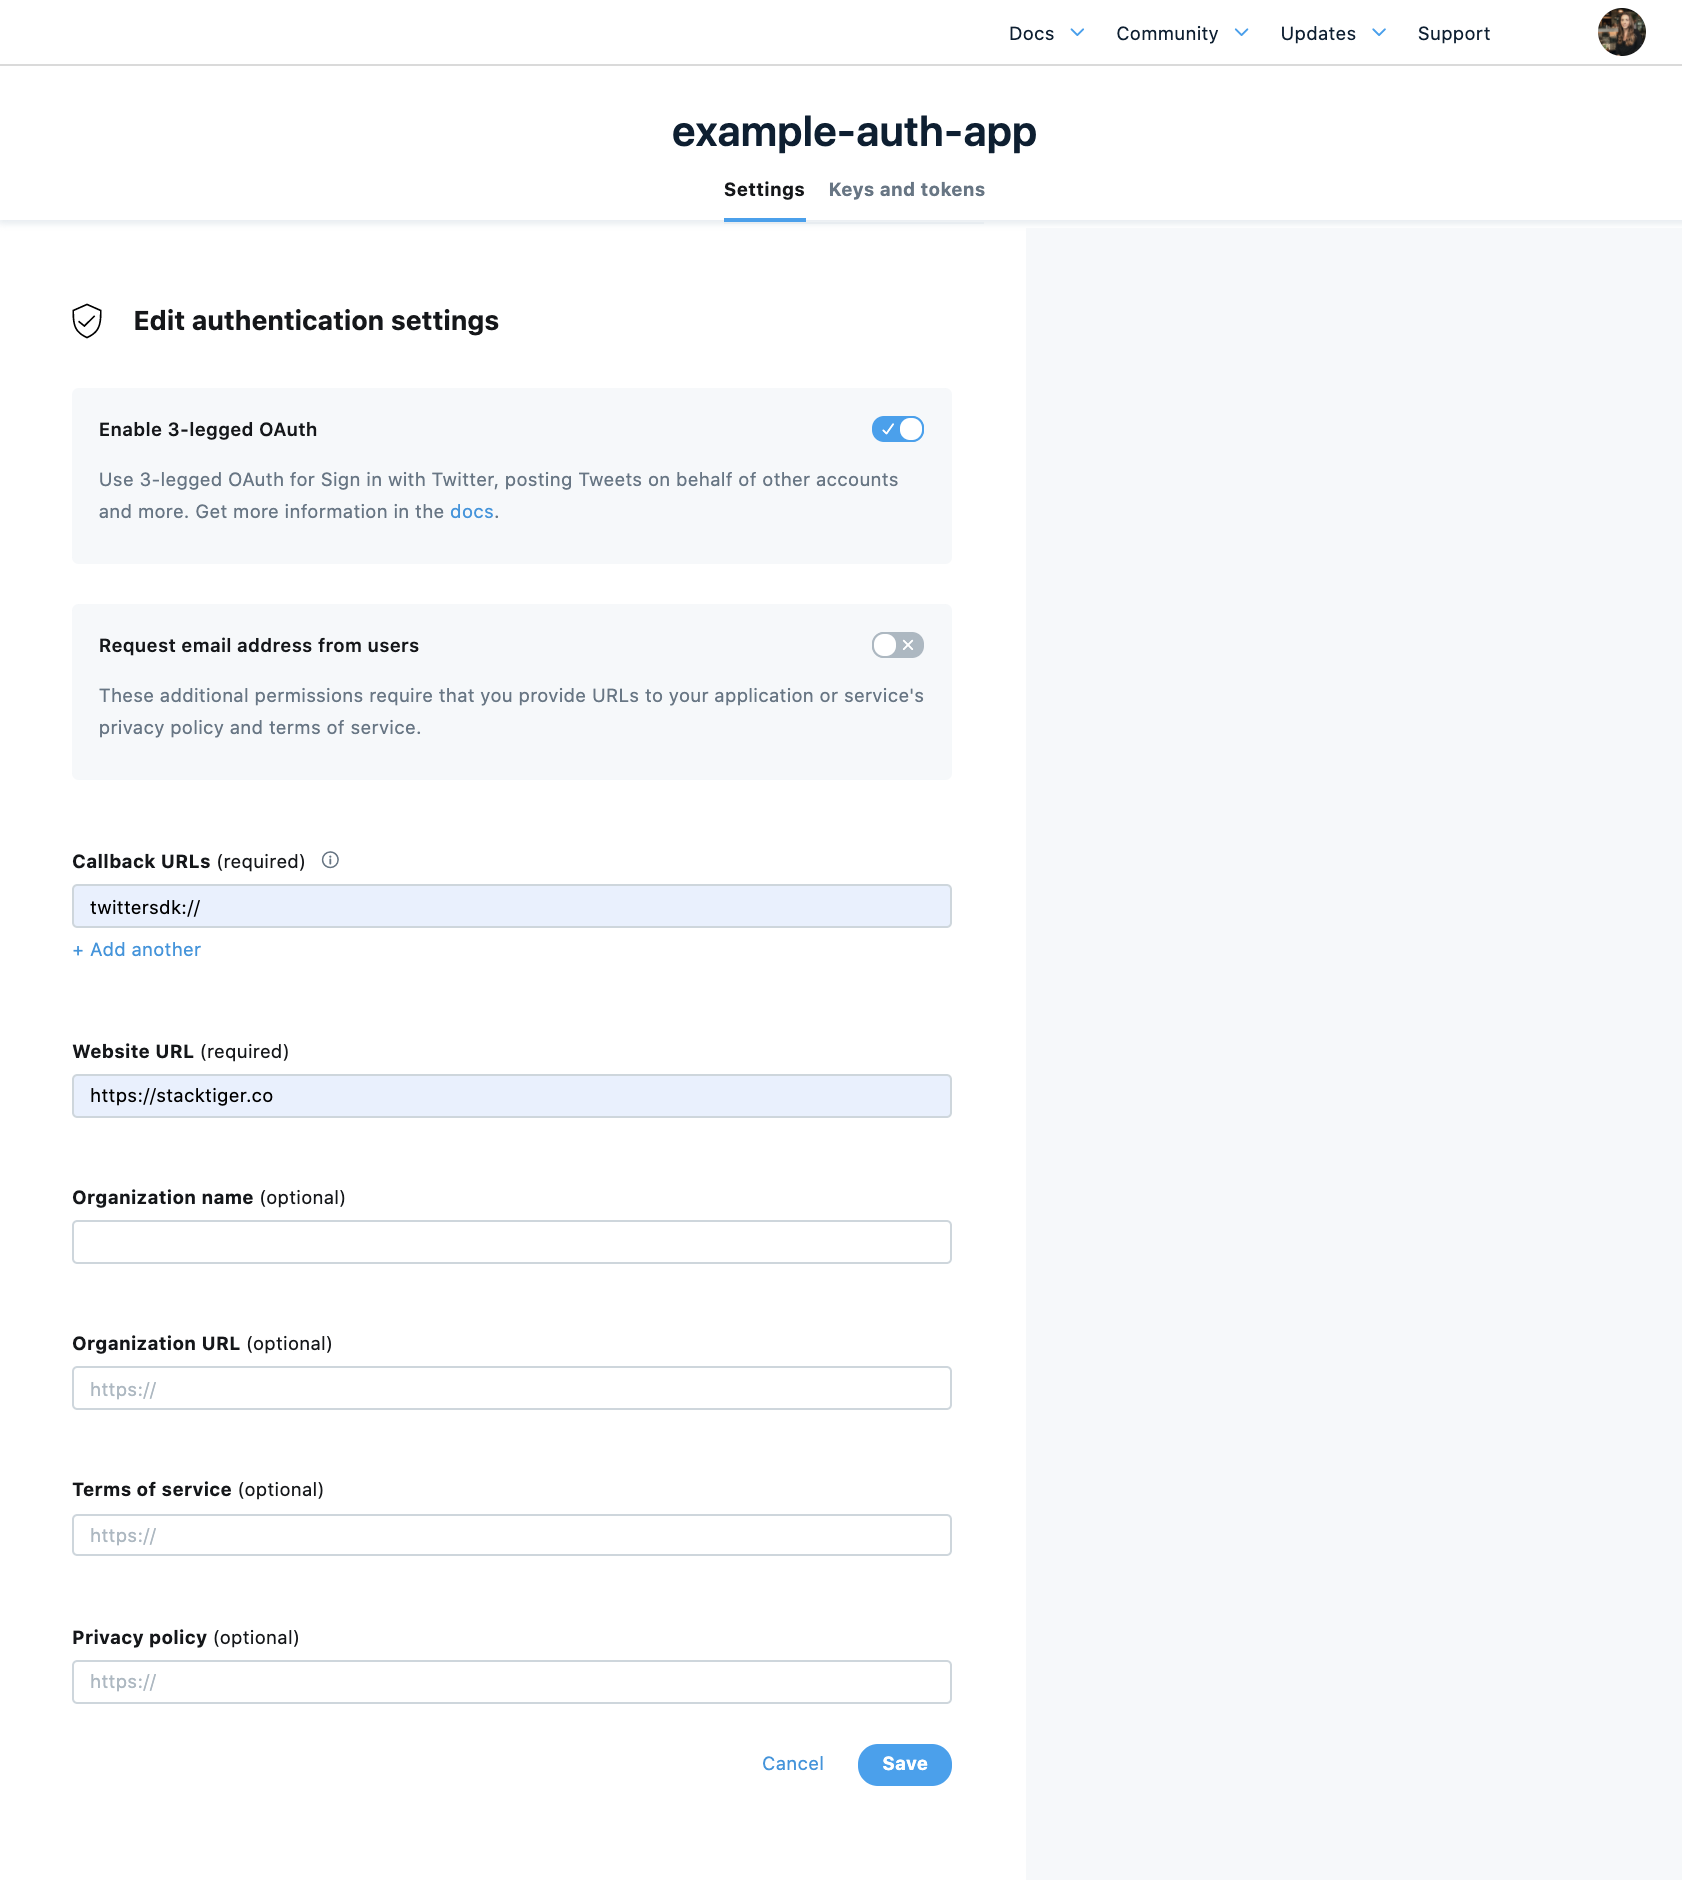 Docs Community Updates Support
example-auth-app
Settings Keys and tokens
Edit authentication settings
Enable 3-legged OAuth
Use 3-legged OAuth for Sign in with Twitter, posting Tweets on behalf of other accounts
and more. Get more information in the docs.
Request email address from users
These additional permissions require that you provide URLs to your application or service's
privacy policy and terms of service.
Callback URLs (required)
twittersdk://
+ Add another
Website URL (required)
https://stacktiger.co
Organization name (optional)
Organization URL (optional)
https://
Terms of service (optional)
https://
Privacy policy (optional)
https://
Cancel Save